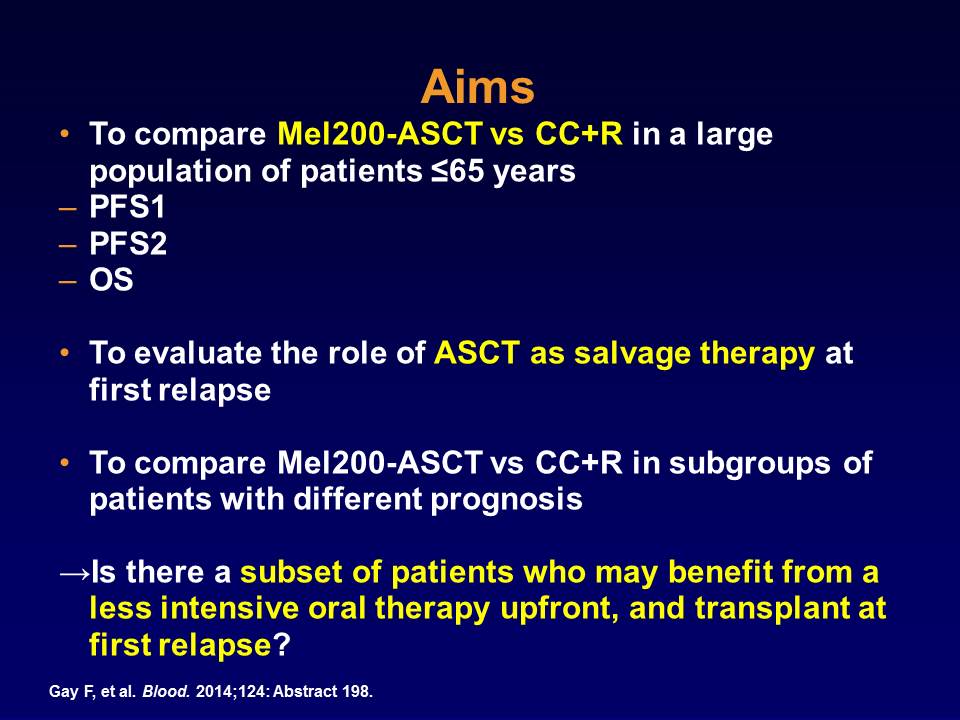 Aims
• To compare Mel200-ASCT vs CC+R in a large
population of patients ≤65 years
– PFS1
– PFS2
– OS
• To evaluate the role of ASCT as salvage therapy at
first relapse
• To compare Mel200-ASCT vs CC+R in subgroups of
patients with different prognosis
→Is there a subset of patients who may benefit from a
less intensive oral therapy upfront, and transplant at
first relapse?
Gay F, et al. Blood. 2014;124: Abstract 198.